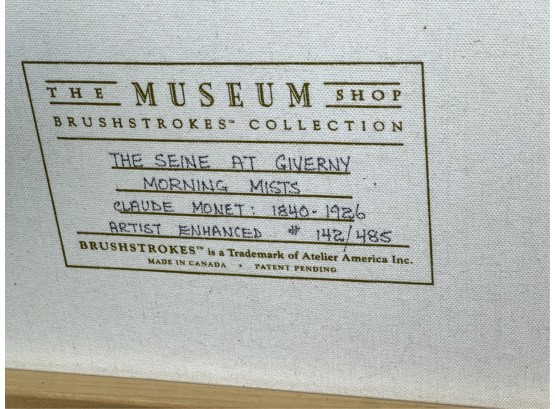 THE MUSEUM SHOP
BRUSHSTROKES™ COLLECTION
THE SEINE AT GIVERNY
MORNING MISTS
CLAUDE MONET: 1840-1926
ARTIST ENHANCED # 142/485
BRUSHSTROKES™ is a Trademark of Atelier America Inc.
MADE IN CANADA • PATENT PENDING